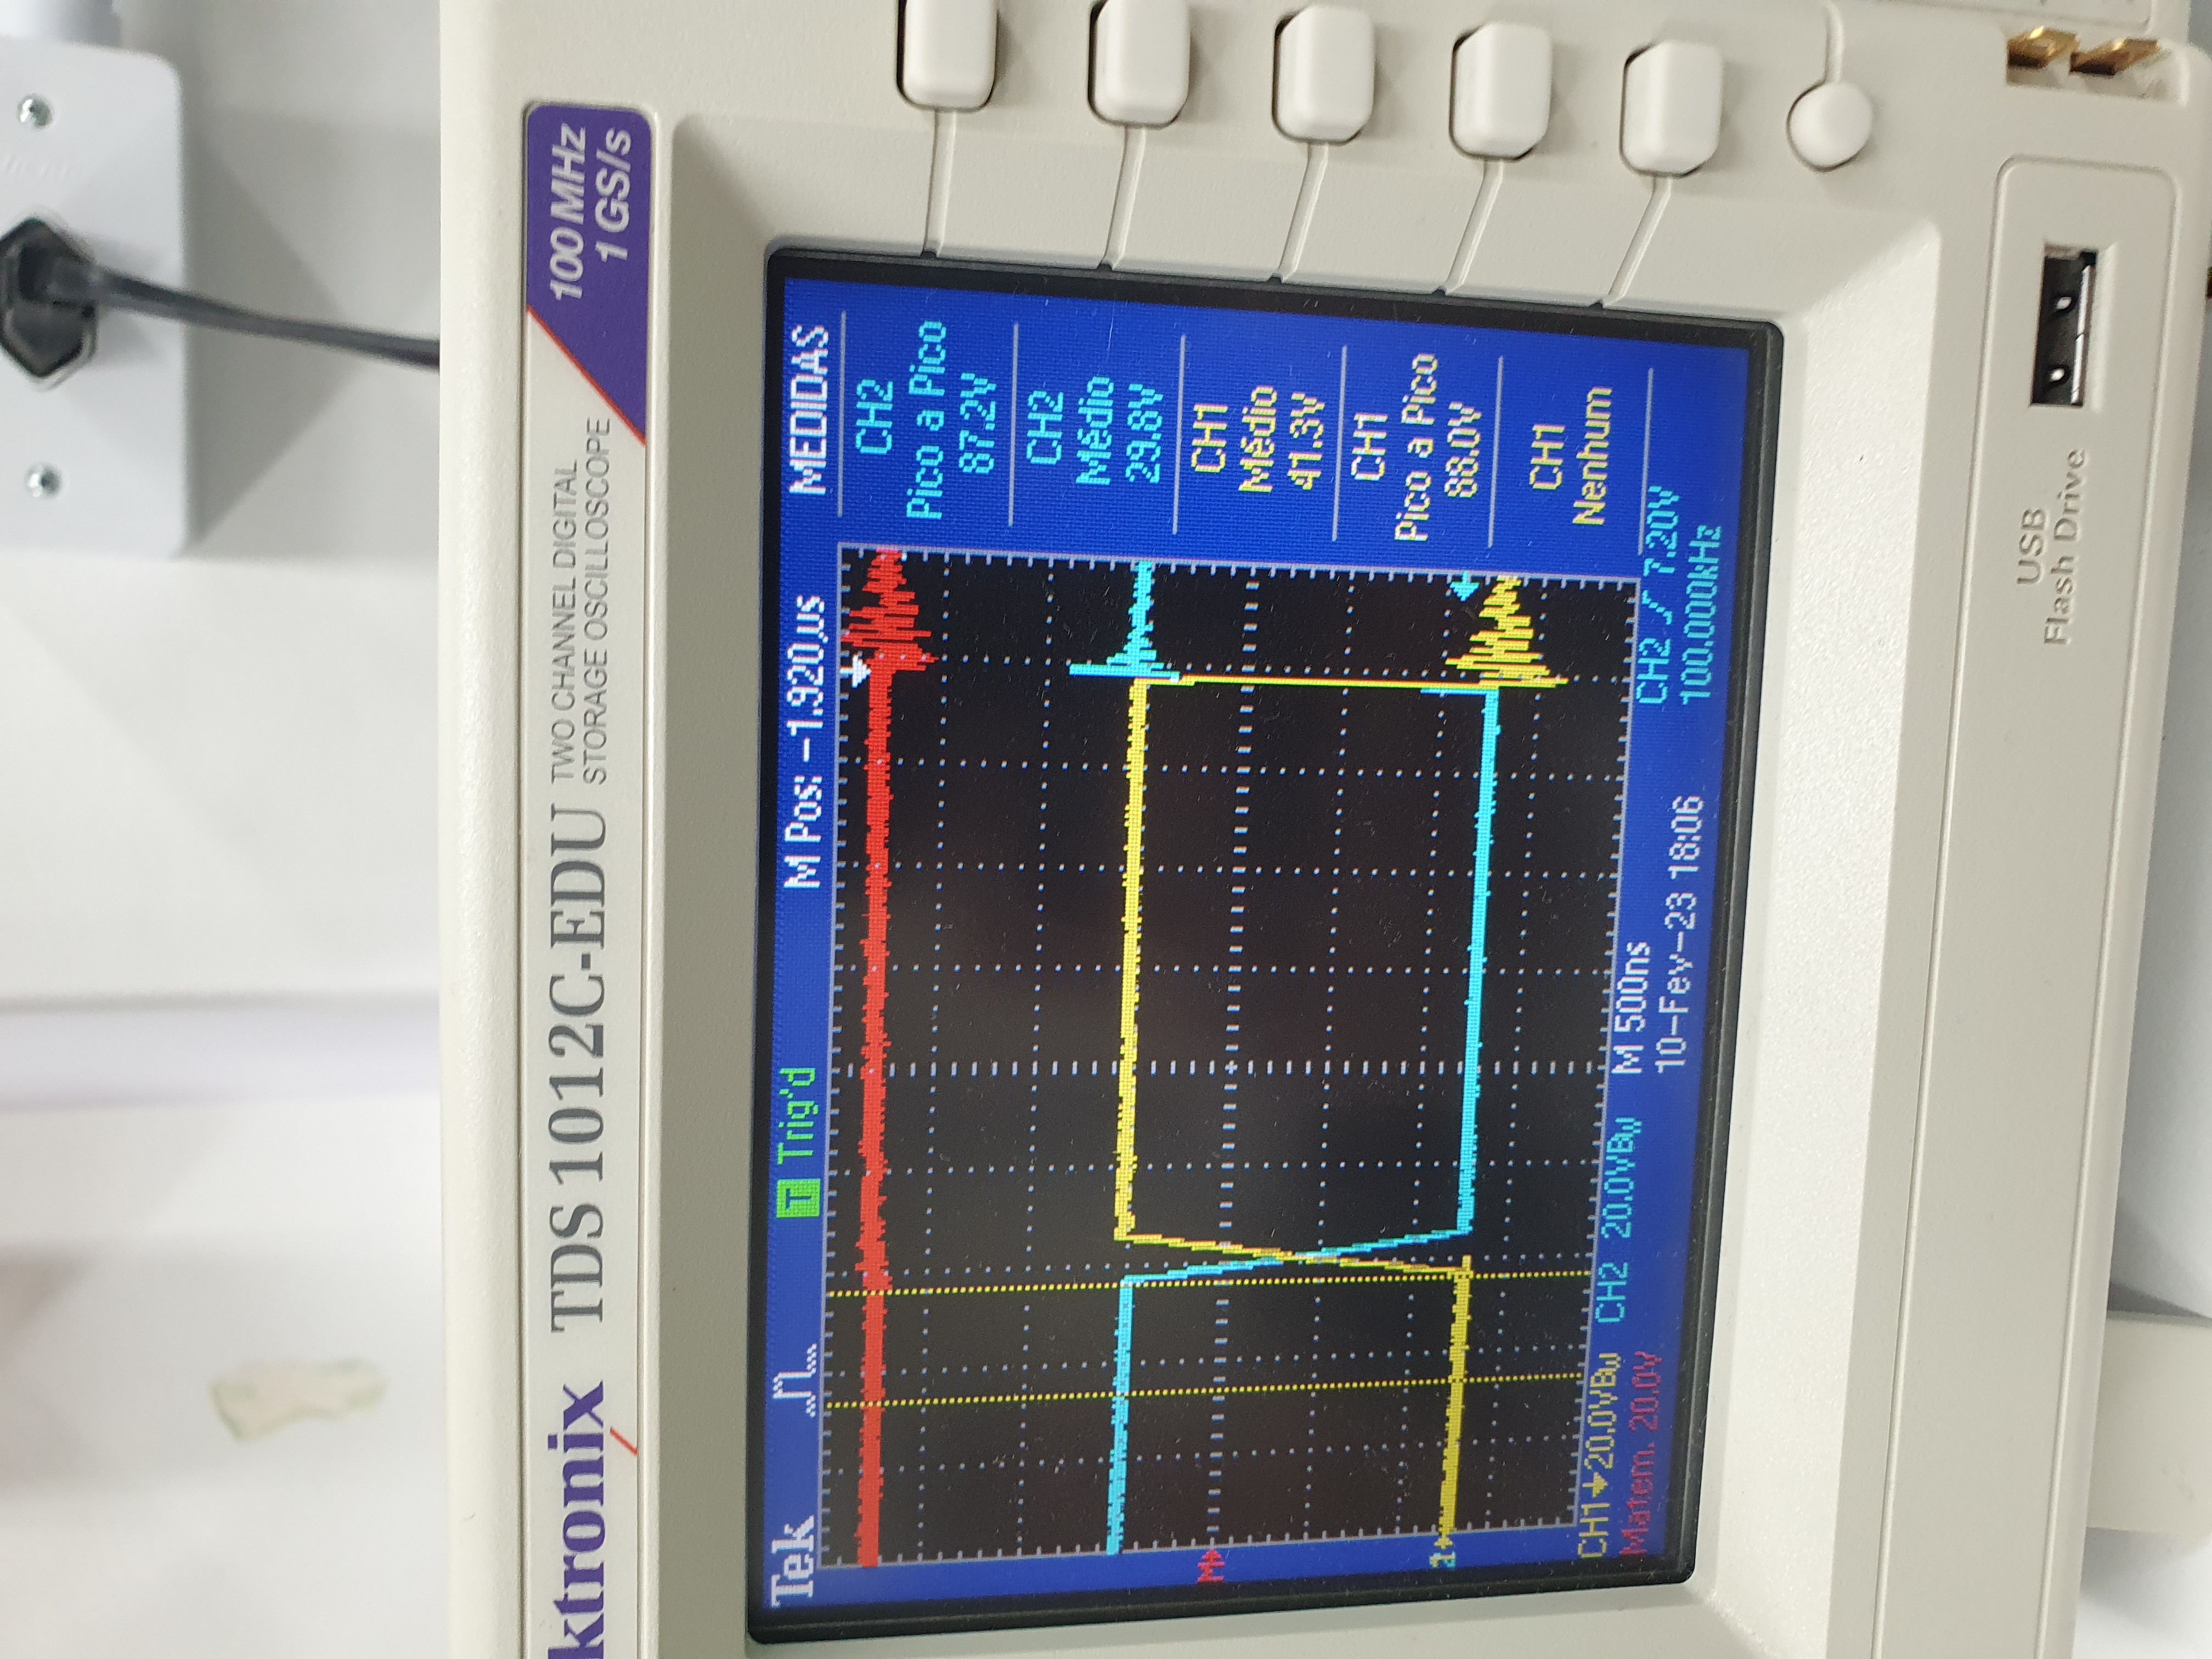 ktronix TDS 1012C-EDU TWO CHANNEL DIGITAL
STORAGE OSCILLOSCOPE
100 MHz
1 GS/s
Tek T Trig'd M Pos: -1.920µs MEDIDAS
CH2
Pico a Pico
87.2V
CH2
Médio
29.8V
CH1
Médio
41.3V
CH1
Pico a Pico
88.0V
CH1
Nenhum
M
2
CH1 20.0VBw CH2 20.0VBw M 500ns CH2 7.20V
Matem. 20.0V 10-Fev-23 18:06 100.000kHz
USB
Flash Drive